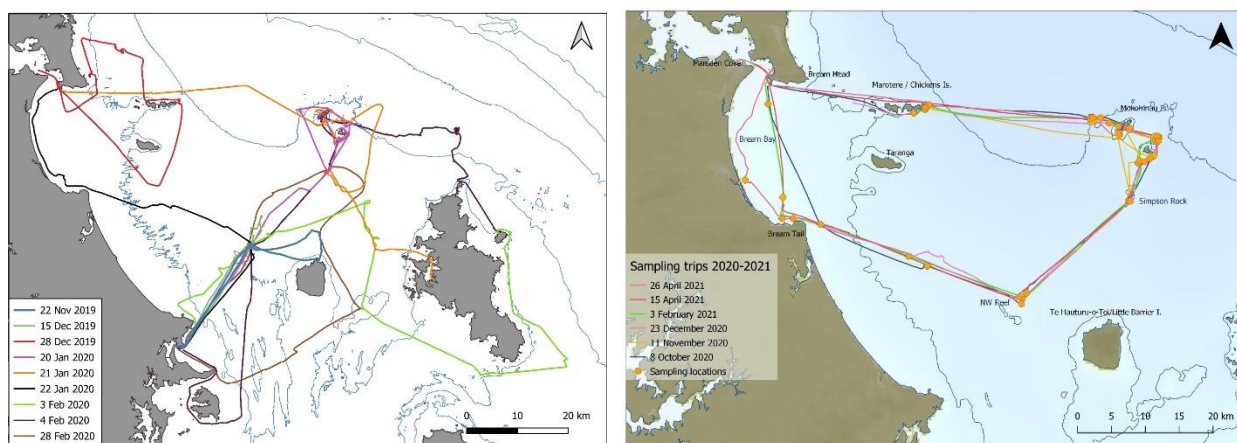 22 Nov 2019
15 Dec 2019
28 Dec 2019
20 Jan 2020
21 Jan 2020
22 Jan 2020
3 Feb 2020
4 Feb 2020
28 Feb 2020
0 10 20 km
Marsden Cove
Bream Head
Marotere / Chickens Is.
Mokohinau Is.
Bream Bay
Taranga
Simpson Rock
Bream Tail
NW Reef
Te Hauturu-o-Toi/Little Barrier I.
Sampling trips 2020-2021
26 April 2021
15 April 2021
3 February 2021
23 December 2020
11 November 2020
8 October 2020
Sampling locations
0 5 10 15 20 km